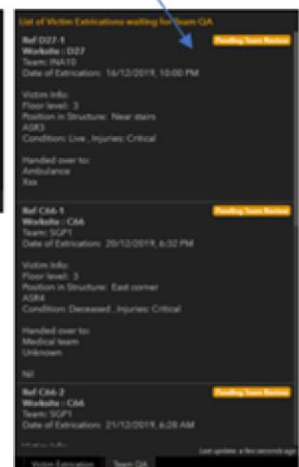 List of Victim Extrications waiting for Team QA
Ref D27-1
Pending Team Review
Worksite : D27
Team: INA10
Date of Extrication: 16/12/2019, 10:00 PM
Victim Info:
Floor level: 3
Position in Structure: Near stairs
ASR3
Condition: Live , Injuries: Critical
Handed over to:
Ambulance
Xxx
Ref C66-1
Pending Team Review
Worksite : C66
Team: SGP1
Date of Extrication: 20/12/2019, 6:32 PM
Victim Info:
Floor level: 3
Position in Structure: East corner
ASR4
Condition: Deceased , Injuries: Critical
Handed over to:
Medical team
Unknown
Nil
Ref C66-2
Pending Team Review
Worksite : C66
Team: SGP1
Date of Extrication: 21/12/2019, 6:28 AM
Victim Info:
Last update: a few seconds ago
Victim Extrication
Team QA